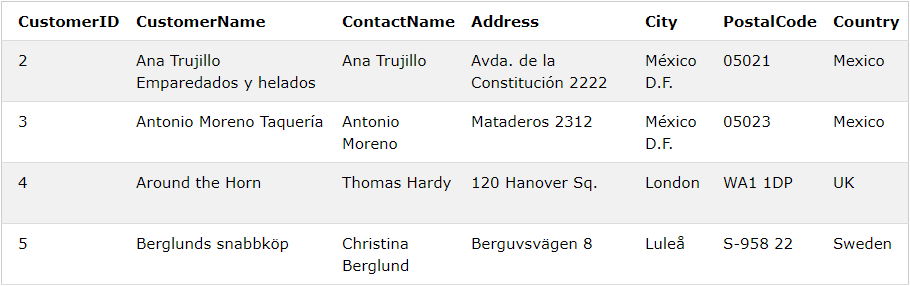 CustomerID CustomerName ContactName Address City PostalCode Country
2 Ana Trujillo Ana Trujillo Avda. de la México 05021 Mexico
Emparedados y helados Constitución 2222 D.F.
3 Antonio Moreno Taquería Antonio Mataderos 2312 México 05023 Mexico
Moreno D.F.
4 Around the Horn Thomas Hardy 120 Hanover Sq. London WA1 1DP UK
5 Berglunds snabbköp Christina Berguvsvägen 8 Luleå S-958 22 Sweden
Berglund